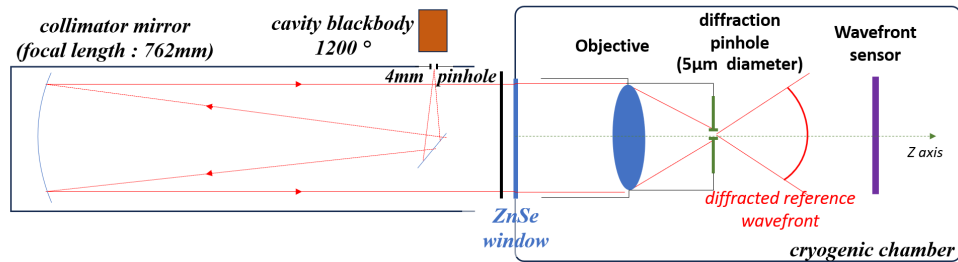 collimator mirror
(focal length : 762mm)
cavity blackbody
1200 °
4mm pinhole
Objective
diffraction
pinhole
(5µm diameter)
Wavefront
sensor
Z axis
diffracted reference
wavefront
ZnSe
window
cryogenic chamber